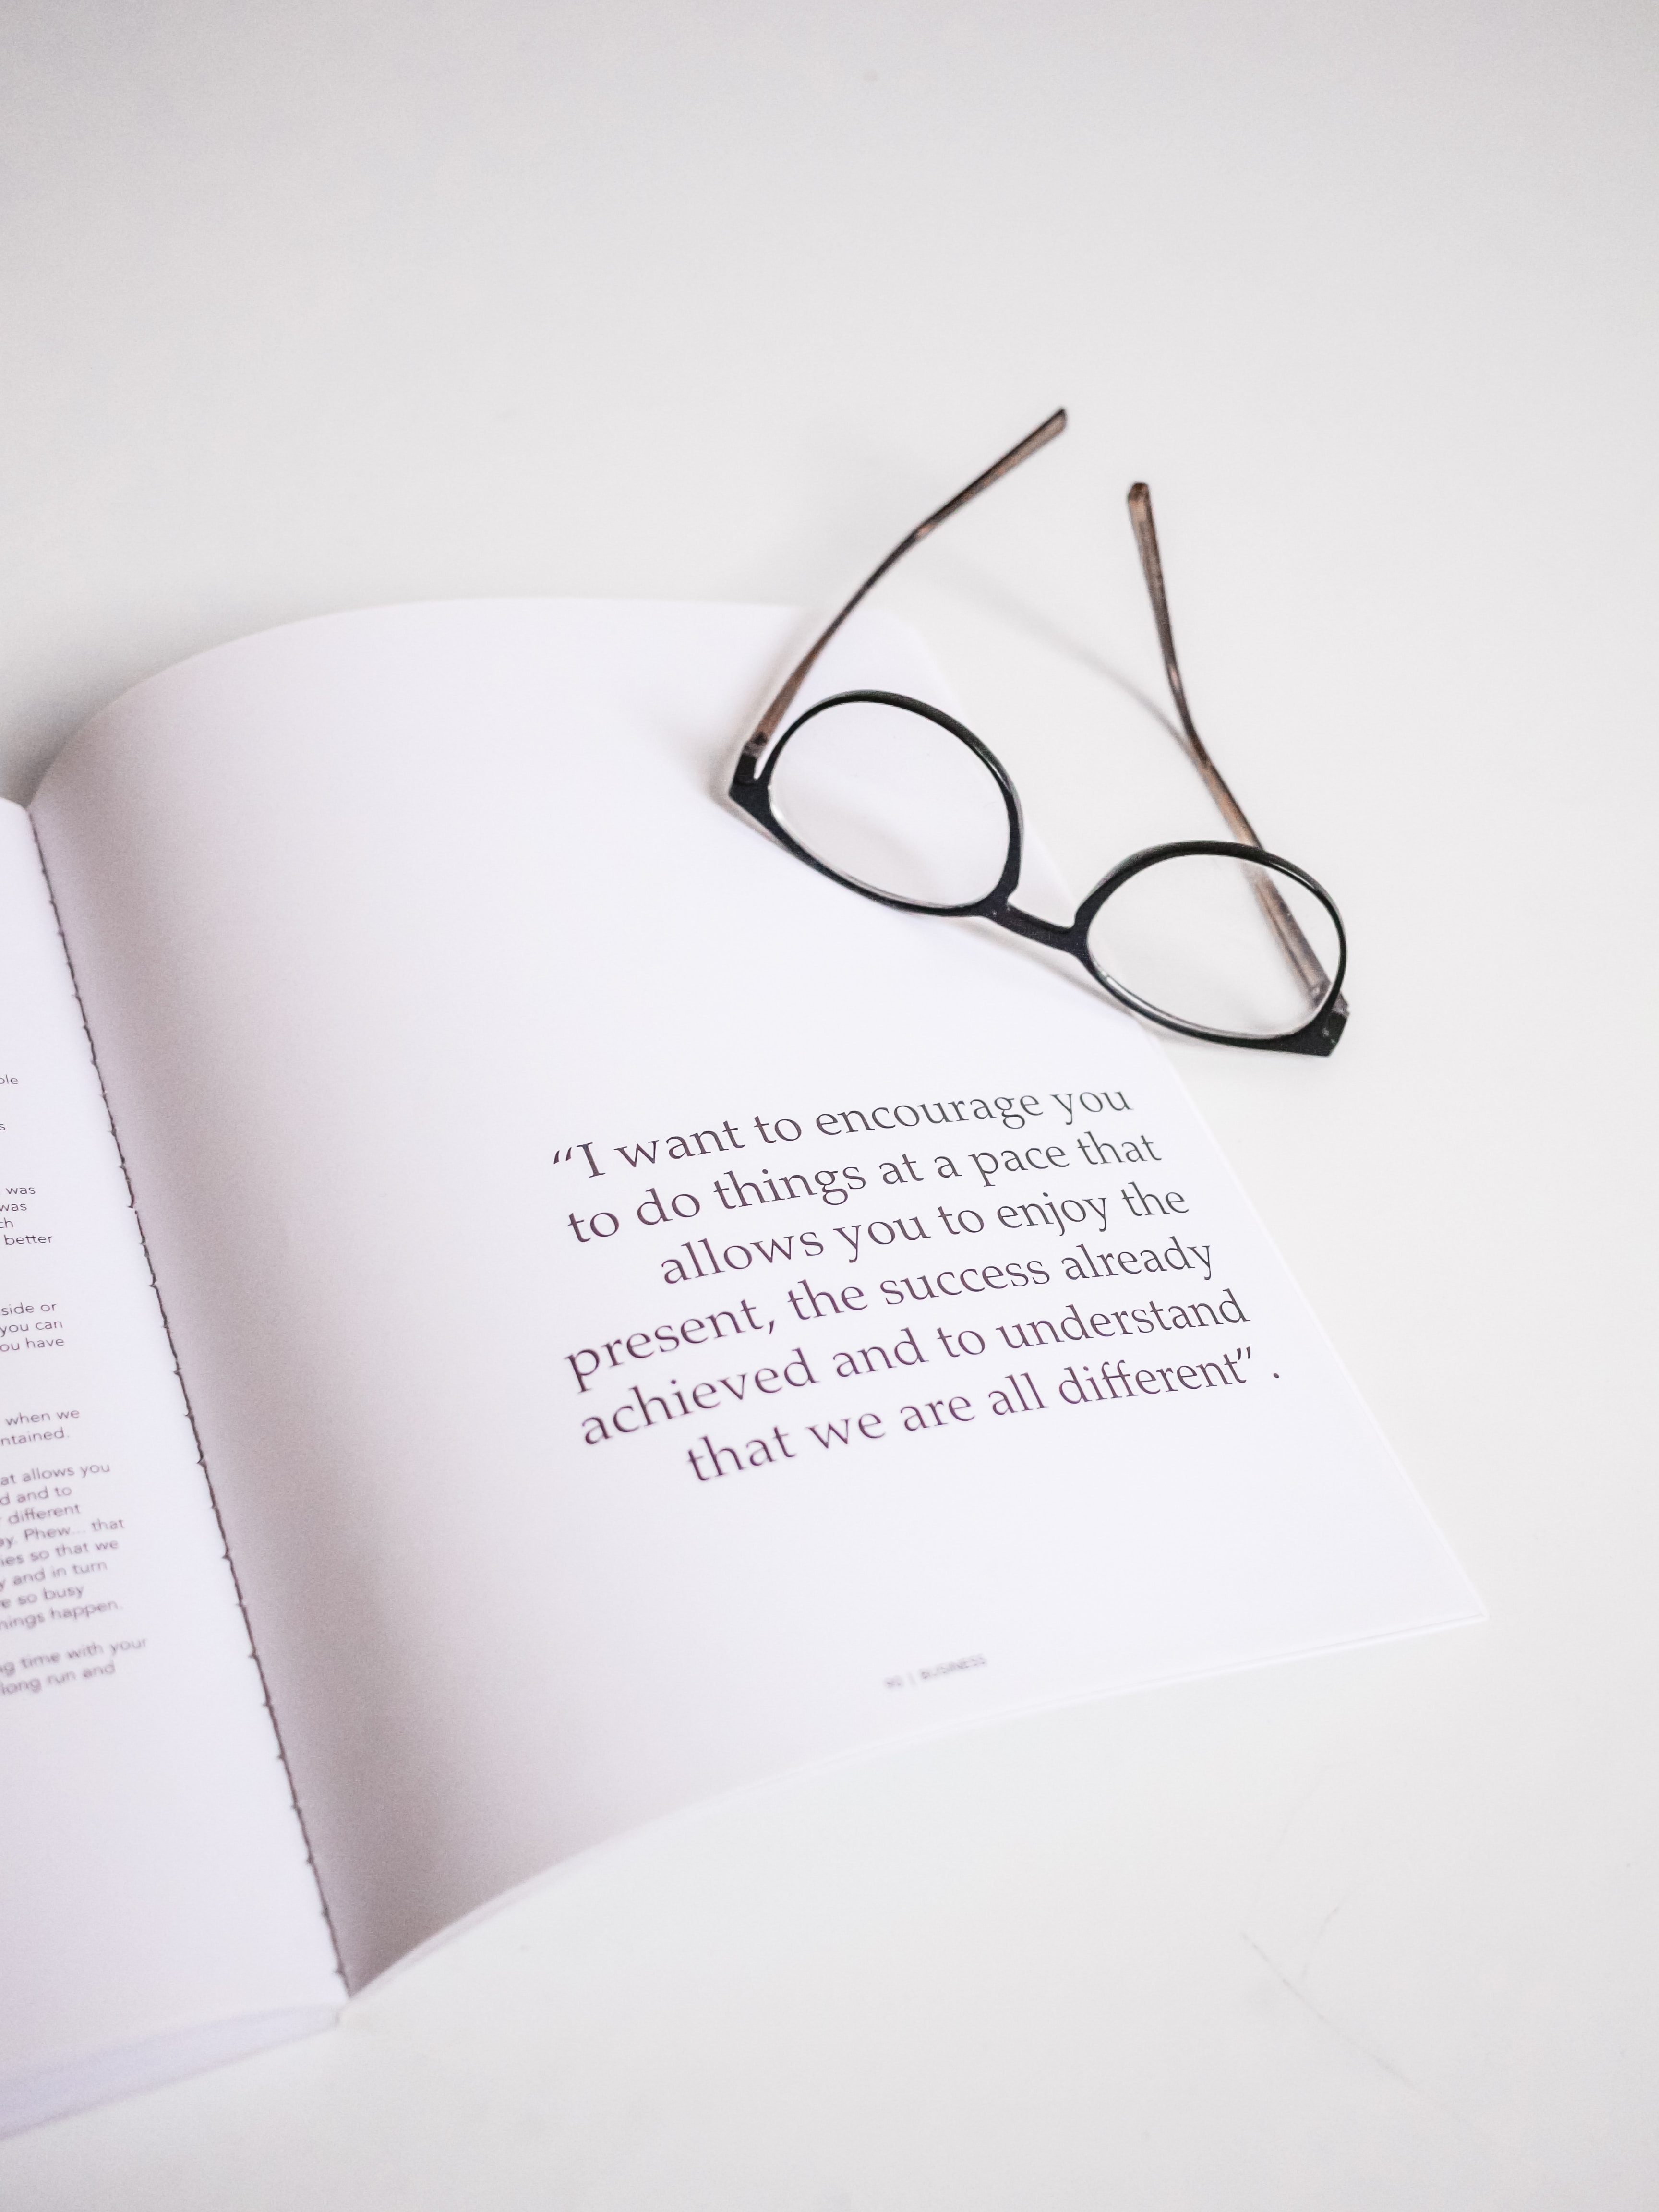 ble
s
was
was
ch
better
side or
you can
ou have
when we
ntained.
at allows you
d and to
different
ay. Phew... that
ies so that we
y and in turn
e so busy
hings happen.
ng time with your
long run and
“I want to encourage you
to do things at a pace that
allows you to enjoy the
present, the success already
achieved and to understand
that we are all different” .
| BUSINESS